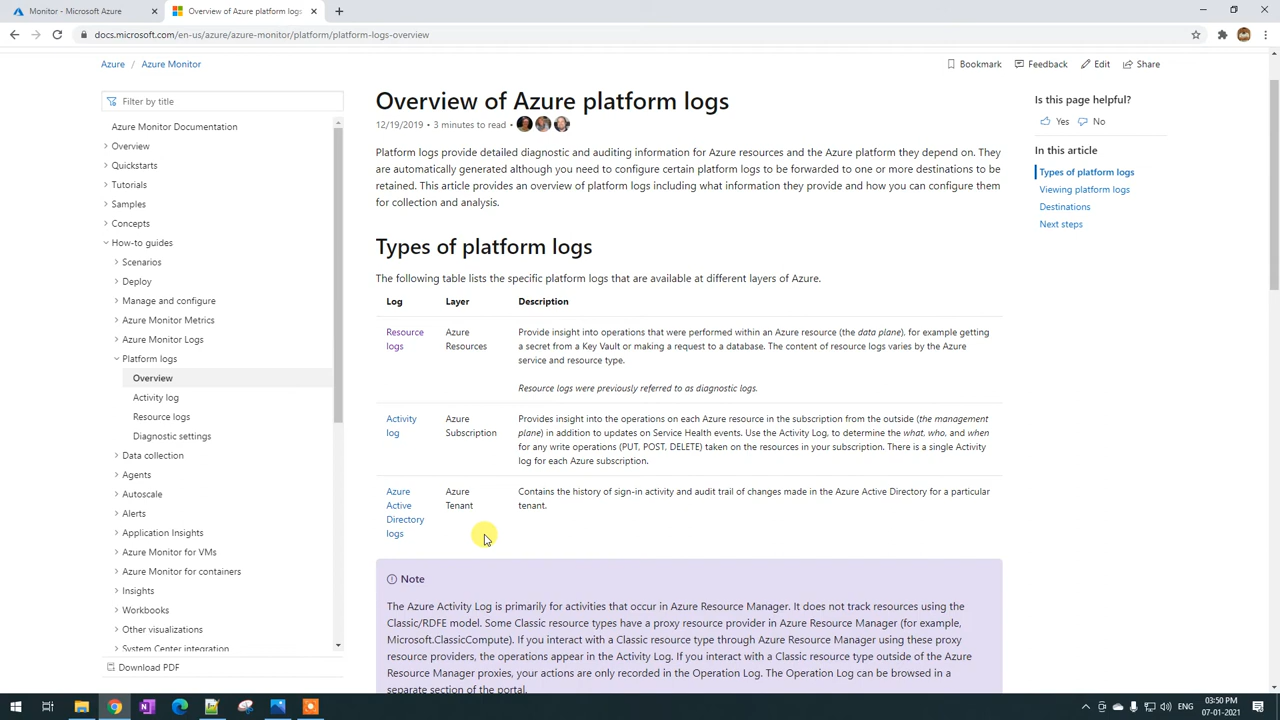 Monitor - Microsoft Azure
Overview of Azure platform logs
docs.microsoft.com/en-us/azure/azure-monitor/platform/platform-logs-overview
Azure / Azure Monitor
Bookmark Feedback Edit Share
Filter by title
Azure Monitor Documentation
Overview
Quickstarts
Tutorials
Samples
Concepts
How-to guides
Scenarios
Deploy
Manage and configure
Azure Monitor Metrics
Azure Monitor Logs
Platform logs
Overview
Activity log
Resource logs
Diagnostic settings
Data collection
Agents
Autoscale
Alerts
Application Insights
Azure Monitor for VMs
Azure Monitor for containers
Insights
Workbooks
Other visualizations
System Center integration
Download PDF
Overview of Azure platform logs
12/19/2019 • 3 minutes to read •
Platform logs provide detailed diagnostic and auditing information for Azure resources and the Azure platform they depend on. They
are automatically generated although you need to configure certain platform logs to be forwarded to one or more destinations to be
retained. This article provides an overview of platform logs including what information they provide and how you can configure them
for collection and analysis.
Types of platform logs
The following table lists the specific platform logs that are available at different layers of Azure.
Log Layer Description
Resource logs
Azure Resources
Provide insight into operations that were performed within an Azure resource (the data plane). for example getting
a secret from a Key Vault or making a request to a database. The content of resource logs varies by the Azure
service and resource type.
Resource logs were previously referred to as diagnostic logs.
Activity log
Azure Subscription
Provides insight into the operations on each Azure resource in the subscription from the outside (the management
plane) in addition to updates on Service Health events. Use the Activity Log, to determine the what, who, and when
for any write operations (PUT, POST, DELETE) taken on the resources in your subscription. There is a single Activity
log for each Azure subscription.
Azure Active Directory logs
Azure Tenant
Contains the history of sign-in activity and audit trail of changes made in the Azure Active Directory for a particular
tenant.
Note
The Azure Activity Log is primarily for activities that occur in Azure Resource Manager. It does not track resources using the
Classic/RDFE model. Some Classic resource types have a proxy resource provider in Azure Resource Manager (for example,
Microsoft.ClassicCompute). If you interact with a Classic resource type through Azure Resource Manager using these proxy
resource providers, the operations appear in the Activity Log. If you interact with a Classic resource type outside of the Azure
Resource Manager proxies, your actions are only recorded in the Operation Log. The Operation Log can be browsed in a
separate section of the portal.
Is this page helpful?
Yes No
In this article
Types of platform logs
Viewing platform logs
Destinations
Next steps
ENG
03:50 PM
07-01-2021